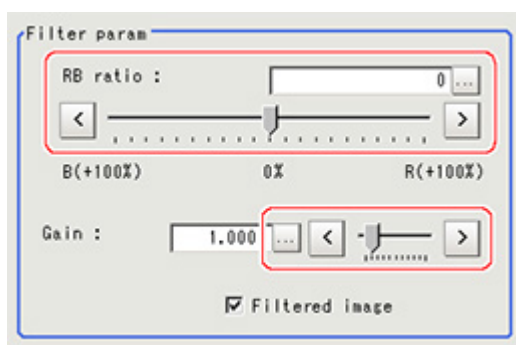 Filter param
RB ratio : 0 ...
< >
B(+100%) 0% R(+100%)
Gain : 1.000 ... < >
Filtered image